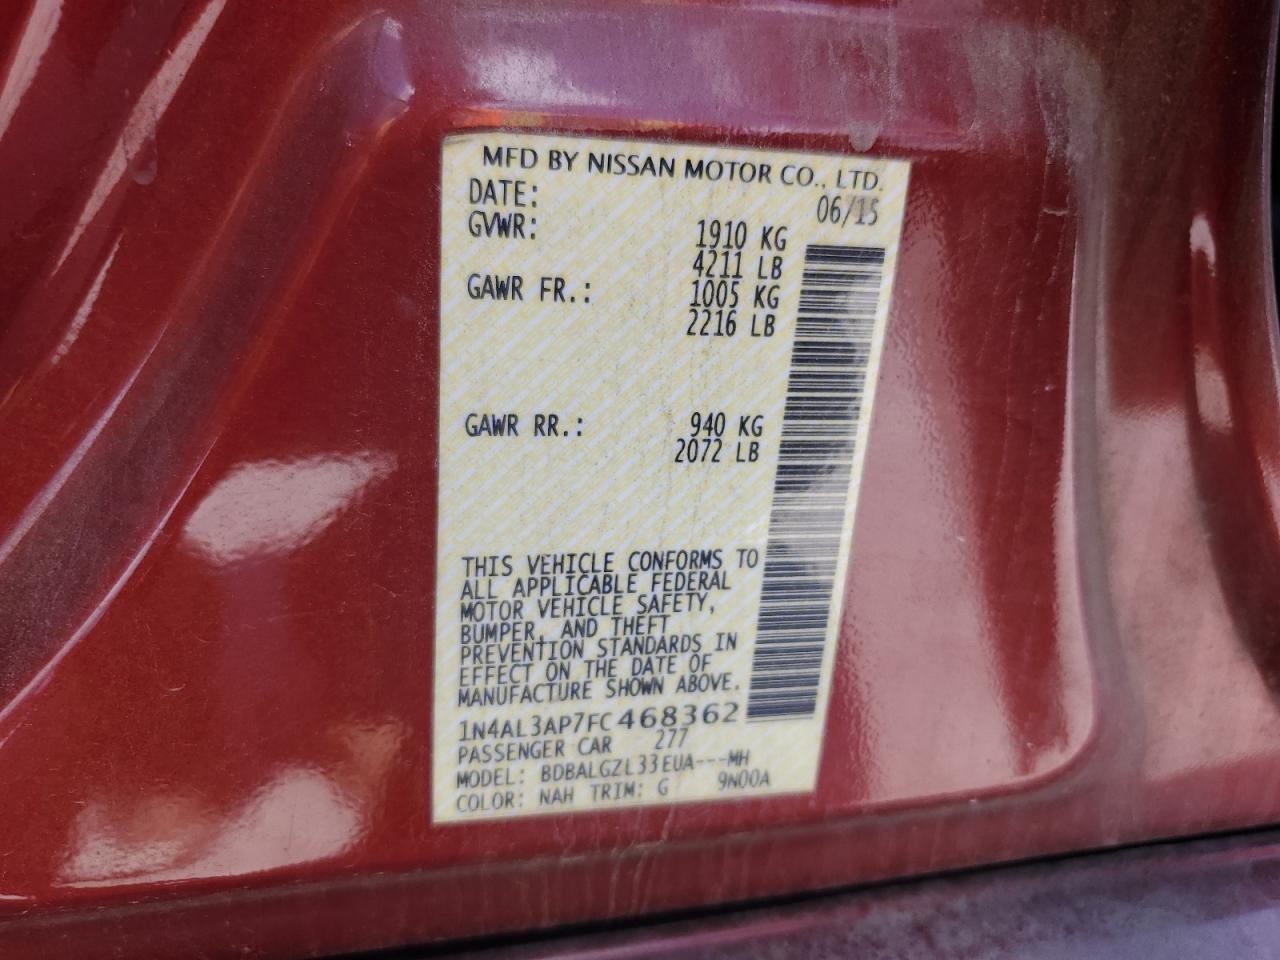 MFD BY NISSAN MOTOR CO., LTD.
DATE: 06/15
GVWR: 1910 KG
4211 LB
GAWR FR.: 1005 KG
2216 LB
GAWR RR.: 940 KG
2072 LB
THIS VEHICLE CONFORMS TO
ALL APPLICABLE FEDERAL
MOTOR VEHICLE SAFETY,
BUMPER, AND THEFT
PREVENTION STANDARDS IN
EFFECT ON THE DATE OF
MANUFACTURE SHOWN ABOVE.
1N4AL3AP7FC468362
PASSENGER CAR 277
MODEL: BDBALGZL33EUA---MH
COLOR: NAH TRIM: G 9N00A